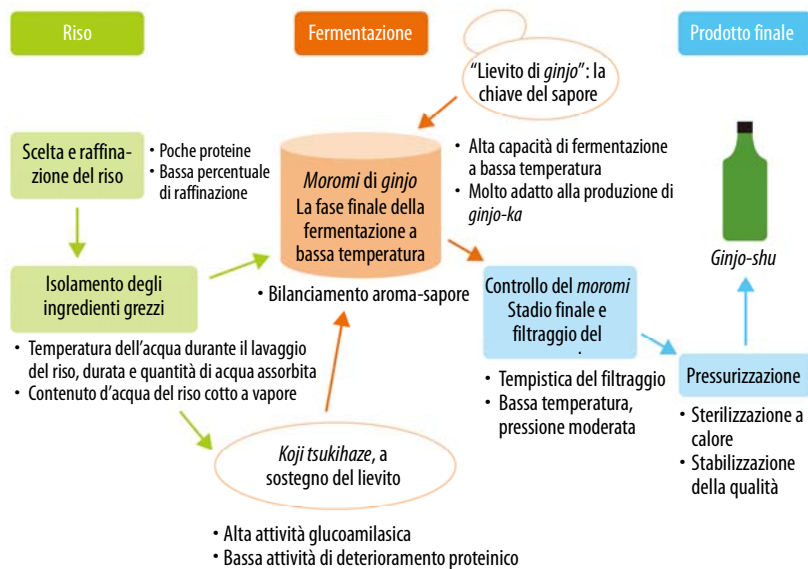 Riso
Fermentazione
Prodotto finale
“Lievito di ginjo”: la
chiave del sapore
Scelta e raffina-
zione del riso
• Poche proteine
• Bassa percentuale
di raffinazione
Moromi di ginjo
La fase finale della
fermentazione a
bassa temperatura
• Alta capacità di fermentazione
a bassa temperatura
• Molto adatto alla produzione di
ginjo-ka
Ginjo-shu
Isolamento degli
ingredienti grezzi
• Bilanciamento aroma-sapore
Controllo del moromi
Stadio finale e
filtraggio del
• Temperatura dell’acqua durante il lavaggio
del riso, durata e quantità di acqua assorbita
• Contenuto d’acqua del riso cotto a vapore
• Tempistica del filtraggio
• Bassa temperatura,
pressione moderata
Pressurizzazione
• Sterilizzazione a
calore
• Stabilizzazione
della qualità
Koji tsukihaze, a
sostegno del lievito
• Alta attività glucoamilasica
• Bassa attività di deterioramento proteinico